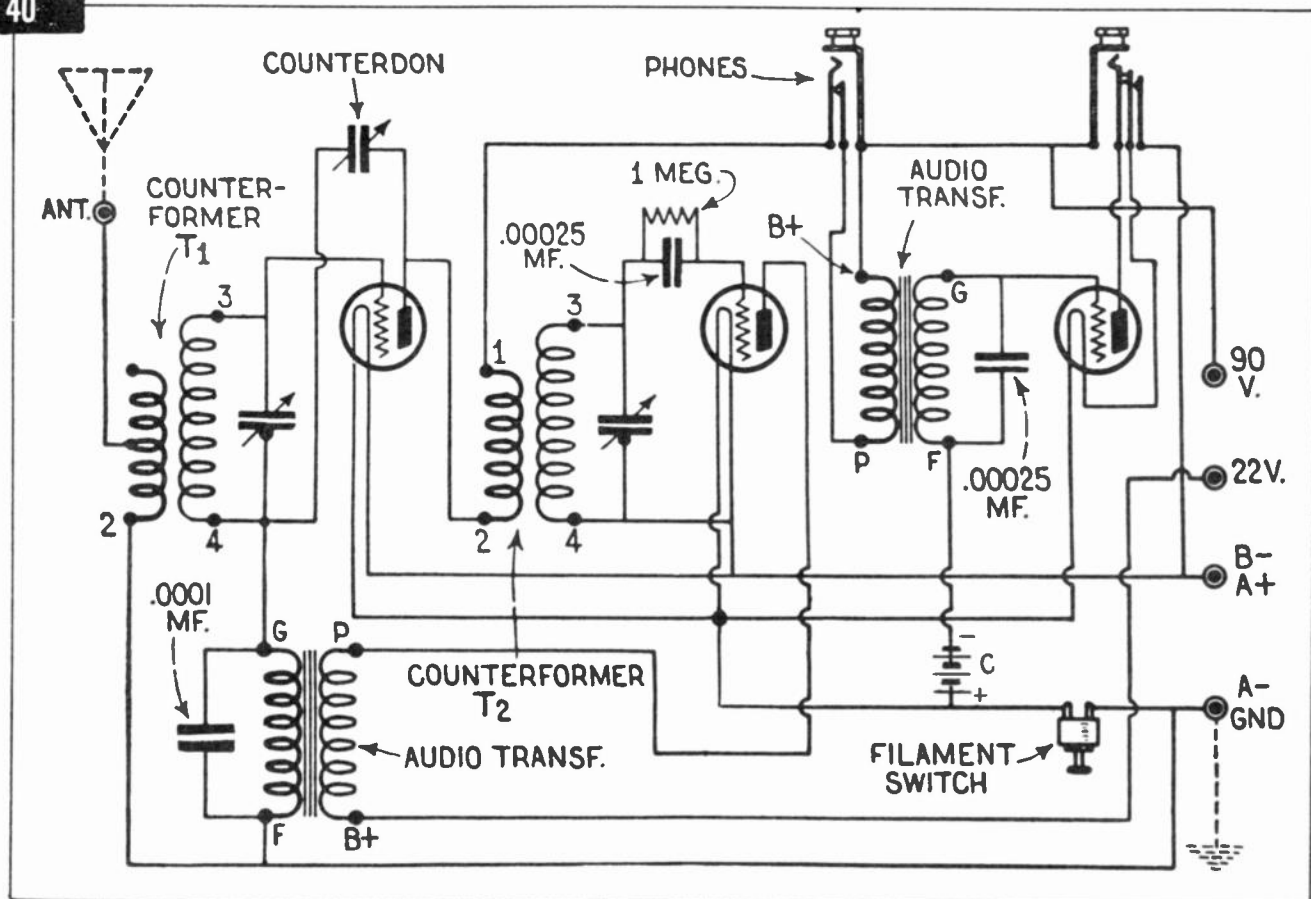 40
COUNTERDON
PHONES
ANT.
COUNTER-
FORMER
T1
1 MEG.
.00025
MF.
AUDIO
TRANSF.
B+
3
3
G
1
90
V.
P
F
.00025
MF.
22V.
2
4
2
4
B-
A+
.0001
MF.
G
P
COUNTERFORMER
T2
-
C
+
A-
GND
AUDIO TRANSF.
FILAMENT
SWITCH
F
B+